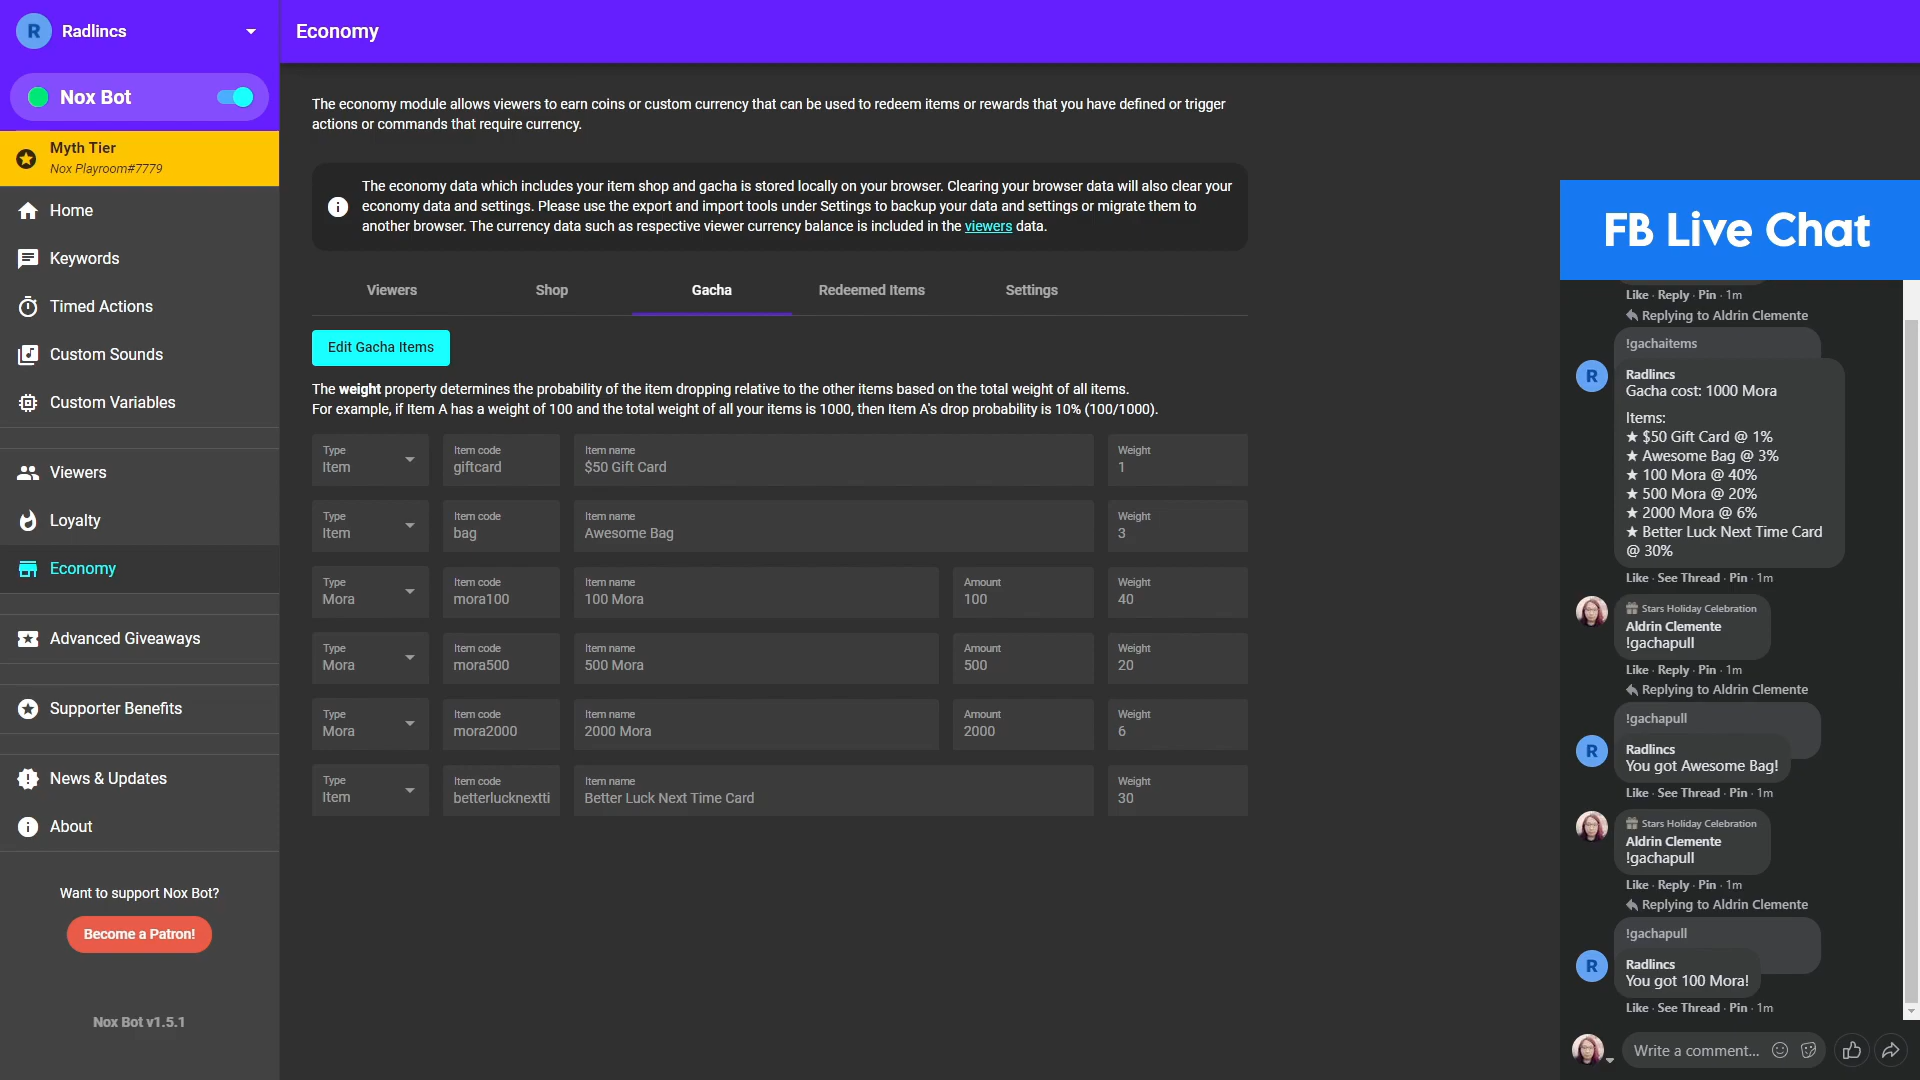 R Radlincs
Nox Bot
Myth Tier
Nox Playroom#7779
Home
Keywords
Timed Actions
Custom Sounds
Custom Variables
Viewers
Loyalty
Economy
Advanced Giveaways
Supporter Benefits
News & Updates
About
Want to support Nox Bot?
Become a Patron!
Nox Bot v1.5.1
Economy
The economy module allows viewers to earn coins or custom currency that can be used to redeem items or rewards that you have defined or trigger
actions or commands that require currency.
The economy data which includes your item shop and gacha is stored locally on your browser. Clearing your browser data will also clear your
economy data and settings. Please use the export and import tools under Settings to backup your data and settings or migrate them to
another browser. The currency data such as respective viewer currency balance is included in the viewers data.
Viewers Shop Gacha Redeemed Items Settings
Edit Gacha Items
The weight property determines the probability of the item dropping relative to the other items based on the total weight of all items.
For example, if Item A has a weight of 100 and the total weight of all your items is 1000, then Item A's drop probability is 10% (100/1000).
Type Item code Item name Weight
Item giftcard $50 Gift Card 1
Type Item code Item name Weight
Item bag Awesome Bag 3
Type Item code Item name Amount Weight
Mora mora100 100 Mora 100 40
Type Item code Item name Amount Weight
Mora mora500 500 Mora 500 20
Type Item code Item name Amount Weight
Mora mora2000 2000 Mora 2000 6
Type Item code Item name Weight
Item betterlucknextti Better Luck Next Time Card 30
FB Live Chat
Like · Reply · Pin · 1m
Replying to Aldrin Clemente
!gachaitems
R Radlincs
Gacha cost: 1000 Mora
Items:
★ $50 Gift Card @ 1%
★ Awesome Bag @ 3%
★ 100 Mora @ 40%
★ 500 Mora @ 20%
★ 2000 Mora @ 6%
★ Better Luck Next Time Card
@ 30%
Like · See Thread · Pin · 1m
Stars Holiday Celebration
Aldrin Clemente
!gachapull
Like · Reply · Pin · 1m
Replying to Aldrin Clemente
!gachapull
R Radlincs
You got Awesome Bag!
Like · See Thread · Pin · 1m
Stars Holiday Celebration
Aldrin Clemente
!gachapull
Like · Reply · Pin · 1m
Replying to Aldrin Clemente
!gachapull
R Radlincs
You got 100 Mora!
Like · See Thread · Pin · 1m
Write a comment...